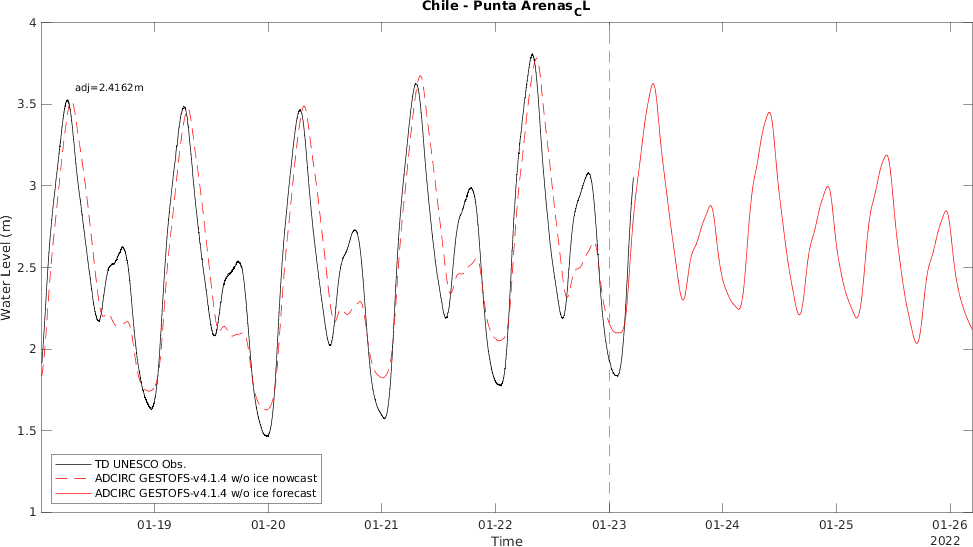 Chile - Punta Arenas_CL
adj=2.4162m
4
3.5
3
2.5
2
1.5
1
Water Level (m)
TD UNESCO Obs.
ADCIRC GESTOFS-v4.1.4 w/o ice nowcast
ADCIRC GESTOFS-v4.1.4 w/o ice forecast
01-19 01-20 01-21 01-22 01-23 01-24 01-25 01-26
Time 2022